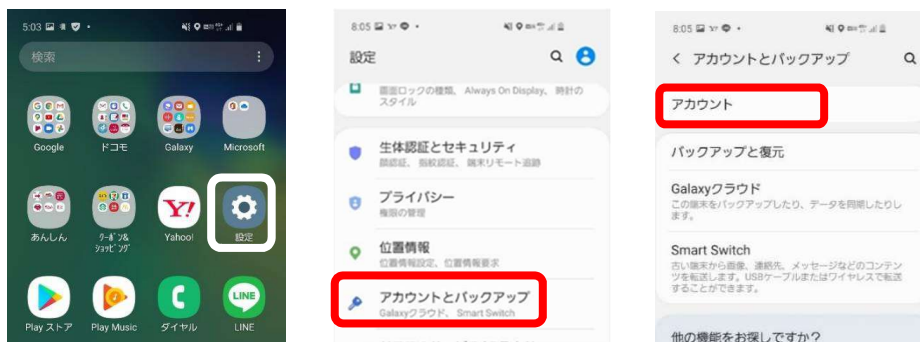 5:03
検索
Google
ドコモ
Galaxy
Microsoft
あんしん
ｸｰﾎﾟﾝ&
ｼｮｯﾋﾟﾝｸﾞ
Yahoo!
設定
Play ストア
Play Music
ダイヤル
LINE
8:05
設定
画面ロックの種類、 Always On Display、 時計の
スタイル
生体認証とセキュリティ
顔認証、 指紋認証、 端末リモート追跡
プライバシー
権限の管理
位置情報
位置情報設定、位置情報要求
アカウントとバックアップ
Galaxyクラウド、 Smart Switch
8:05
アカウントとバックアップ
アカウント
バックアップと復元
Galaxyクラウド
この端末をバックアップしたり、データを同期したりし
ます。
Smart Switch
古い端末から画像、連絡先、メッセージなどのコンテン
ツを転送します。USBケーブルまたはワイヤレスで転送
することができます。
他の機能をお探しですか？